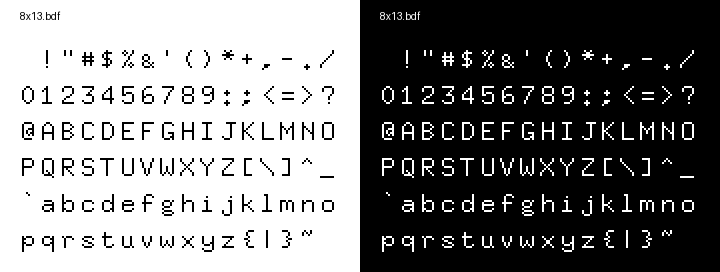 8x13.bdf 8x13.bdf
!"#$%&'()*+,-./ !"#$%&'()*+,-./
0123456789:;<=>? 0123456789:;<=>?
@ABCDEFGHIJKLMNO @ABCDEFGHIJKLMNO
PQRSTUVWXYZ[\]^_ PQRSTUVWXYZ[\]^_
`abcdefghijklmno `abcdefghijklmno
pqrstuvwxyz{|}~ pqrstuvwxyz{|}~